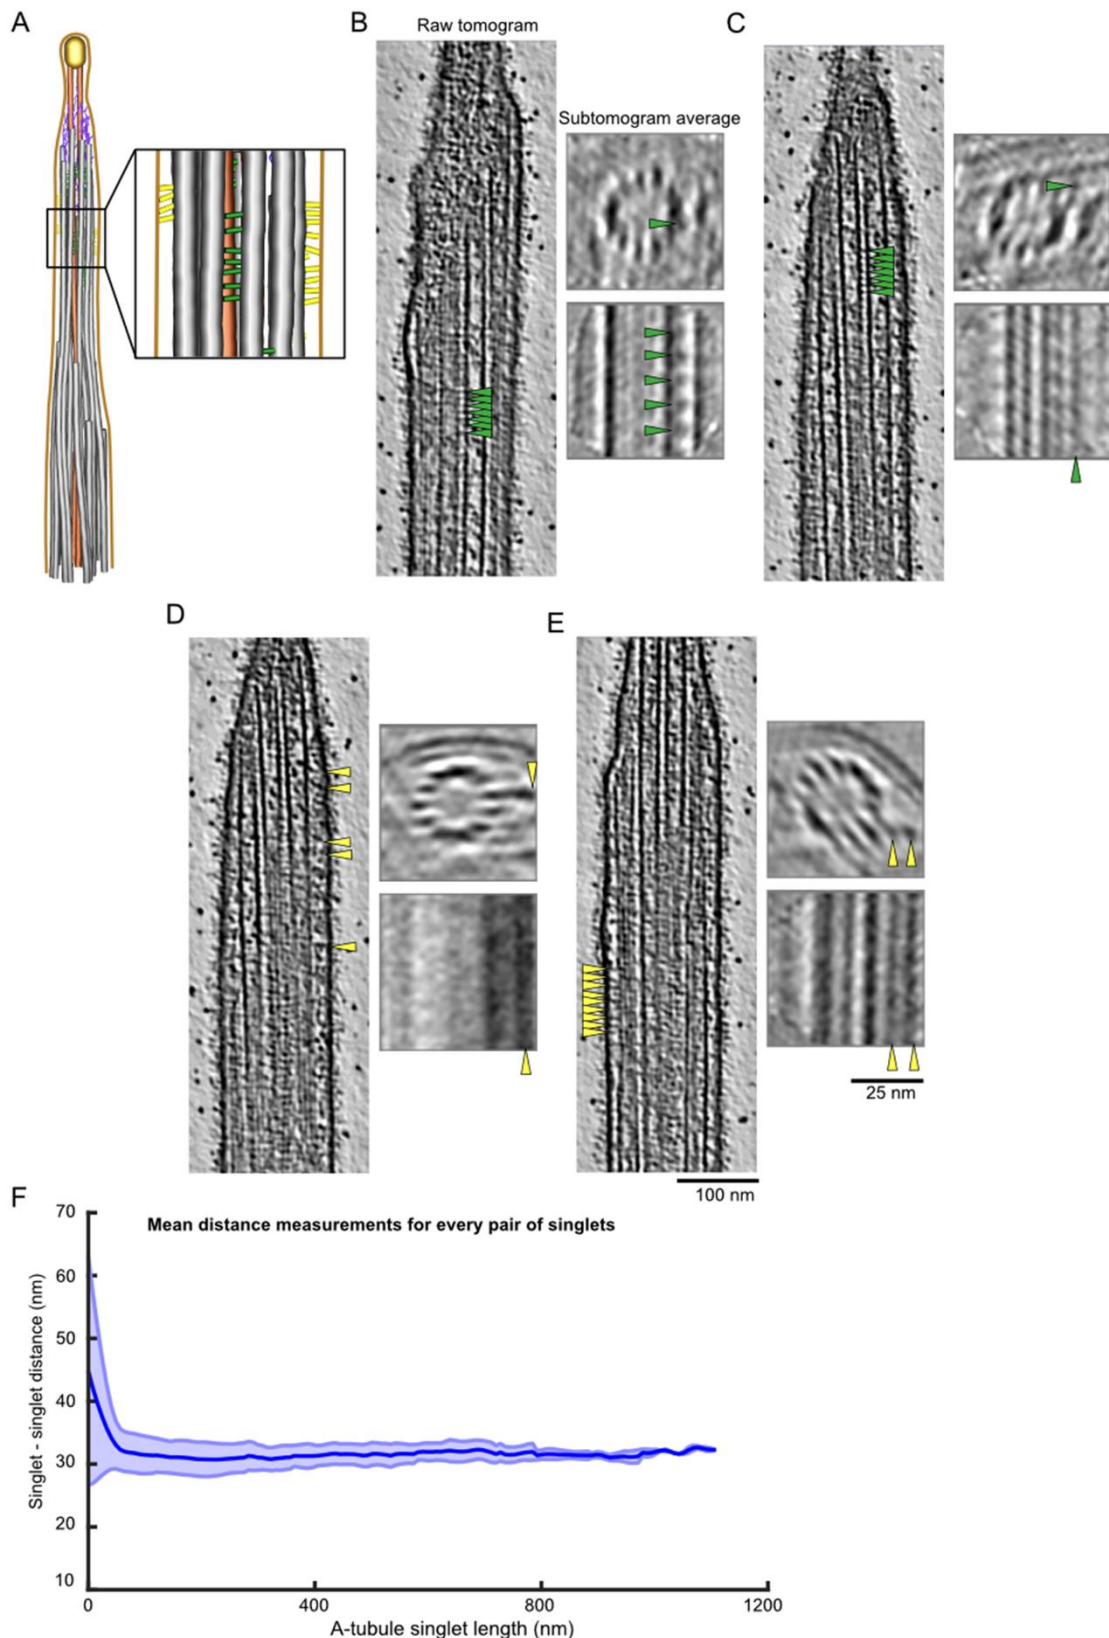 A
B
Raw tomogram
C
Subtomogram average
D
E
25 nm
100 nm
F
Mean distance measurements for every pair of singlets
Singlet - singlet distance (nm)
70
60
50
40
30
20
10
0
400
800
1200
A-tubule singlet length (nm)